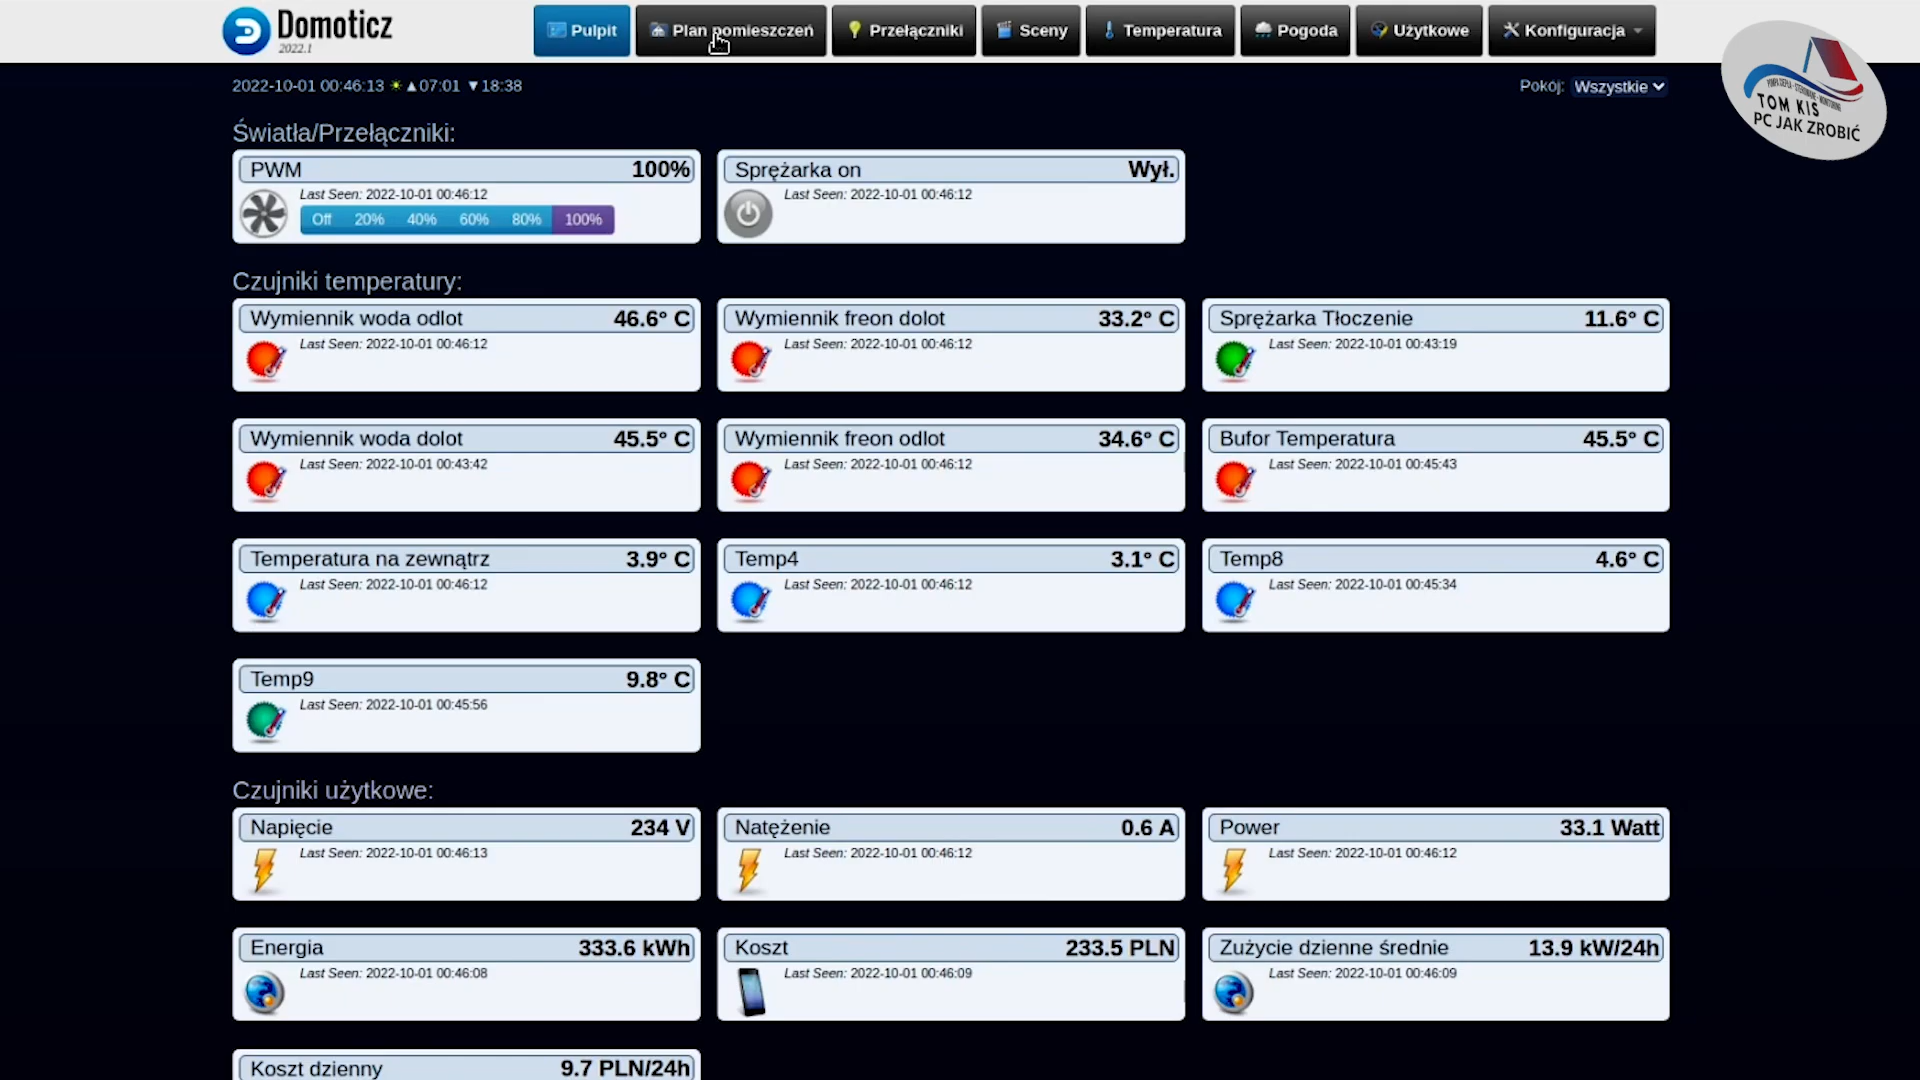 Domoticz
2022.1
Pulpit
Plan pomieszczeń
Przełączniki
Sceny
Temperatura
Pogoda
Użytkowe
Konfiguracja
2022-10-01 00:46:13 ☀ ▲07:01 ▼18:38
Pokój: Wszystkie
TOM KIS
PC JAK ZROBIĆ
Światła/Przełączniki:
PWM 100%
Last Seen: 2022-10-01 00:46:12
Off 20% 40% 60% 80% 100%
Sprężarka on Wył.
Last Seen: 2022-10-01 00:46:12
Czujniki temperatury:
Wymiennik woda odlot 46.6° C
Last Seen: 2022-10-01 00:46:12
Wymiennik freon dolot 33.2° C
Last Seen: 2022-10-01 00:46:12
Sprężarka Tłoczenie 11.6° C
Last Seen: 2022-10-01 00:43:19
Wymiennik woda dolot 45.5° C
Last Seen: 2022-10-01 00:43:42
Wymiennik freon odlot 34.6° C
Last Seen: 2022-10-01 00:46:12
Bufor Temperatura 45.5° C
Last Seen: 2022-10-01 00:45:43
Temperatura na zewnątrz 3.9° C
Last Seen: 2022-10-01 00:46:12
Temp4 3.1° C
Last Seen: 2022-10-01 00:46:12
Temp8 4.6° C
Last Seen: 2022-10-01 00:45:34
Temp9 9.8° C
Last Seen: 2022-10-01 00:45:56
Czujniki użytkowe:
Napięcie 234 V
Last Seen: 2022-10-01 00:46:13
Natężenie 0.6 A
Last Seen: 2022-10-01 00:46:12
Power 33.1 Watt
Last Seen: 2022-10-01 00:46:12
Energia 333.6 kWh
Last Seen: 2022-10-01 00:46:08
Koszt 233.5 PLN
Last Seen: 2022-10-01 00:46:09
Zużycie dzienne średnie 13.9 kW/24h
Last Seen: 2022-10-01 00:46:09
Koszt dzienny 9.7 PLN/24h